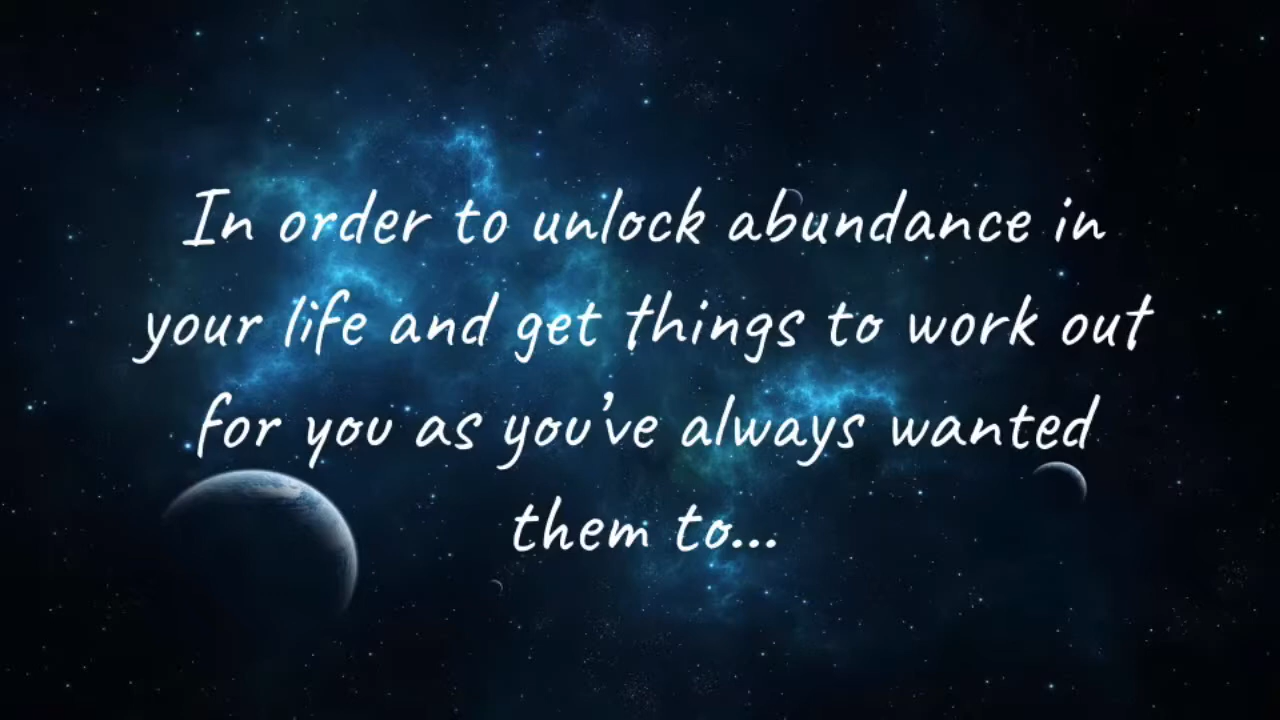 In order to unlock abundance in
your life and get things to work out
for you as you’ve always wanted
them to...